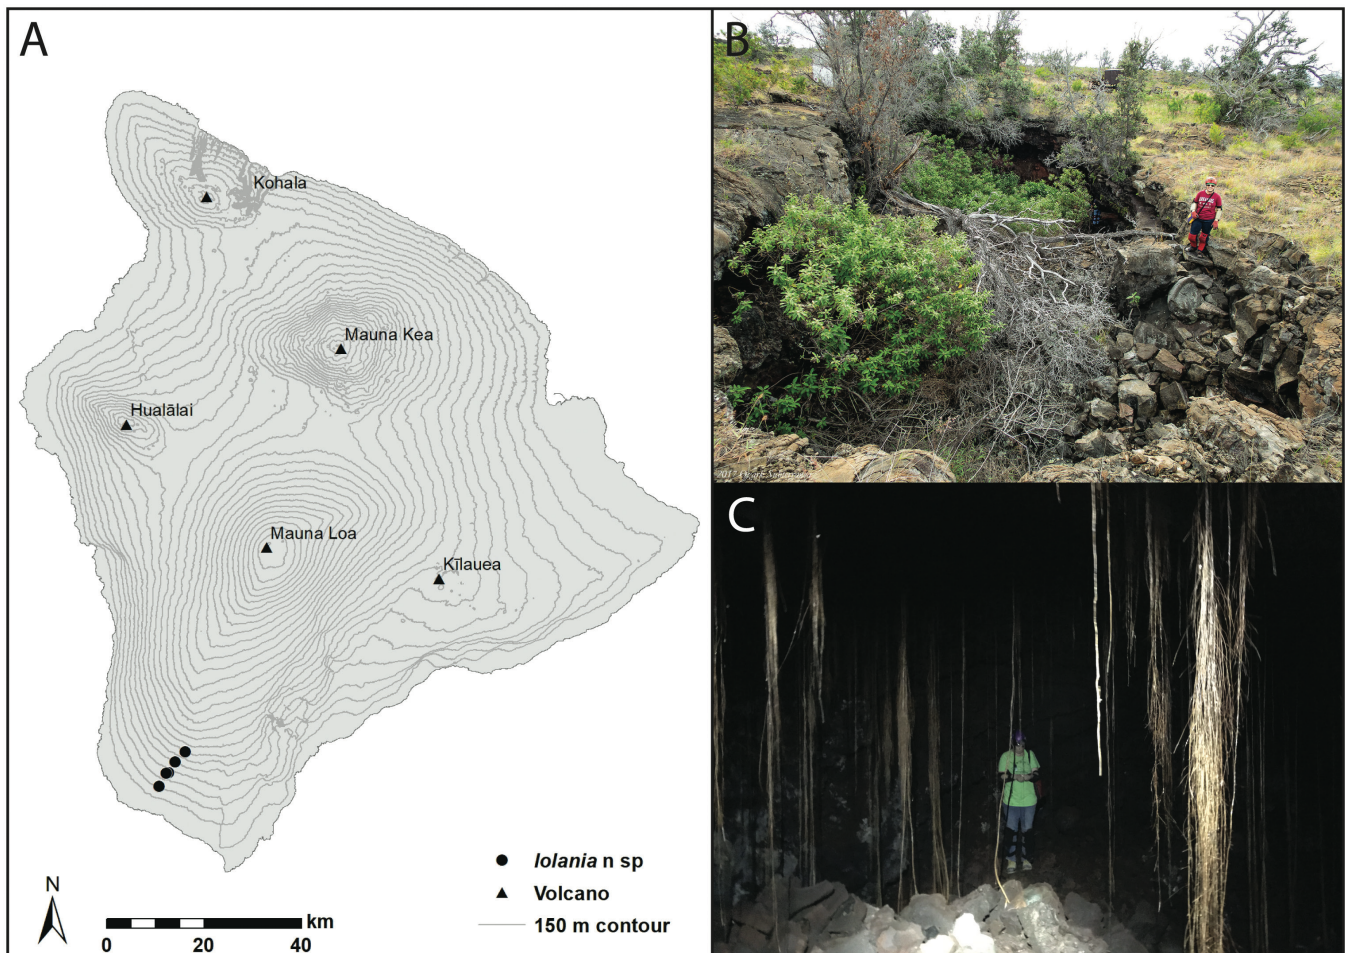 A
Kohala
Mauna Kea
Hualālai
Mauna Loa
Kīlauea
Iolania n sp
Volcano
150 m contour
N
km
0 20 40
B
C